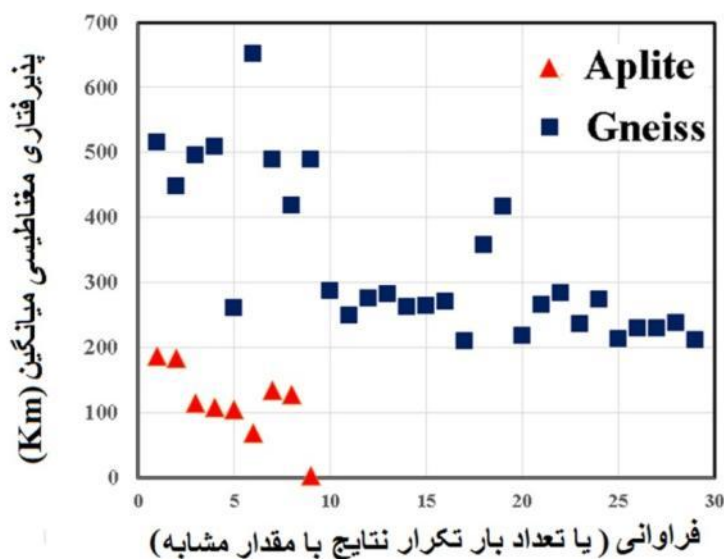 700
600
500
400
300
200
100
0
پذیرفتاری مغناطیسی میانگین (Km)
Aplite
Gneiss
0 5 10 15 20 25 30
فراوانی ( یا تعداد بار تکرار نتایج با مقدار مشابه)